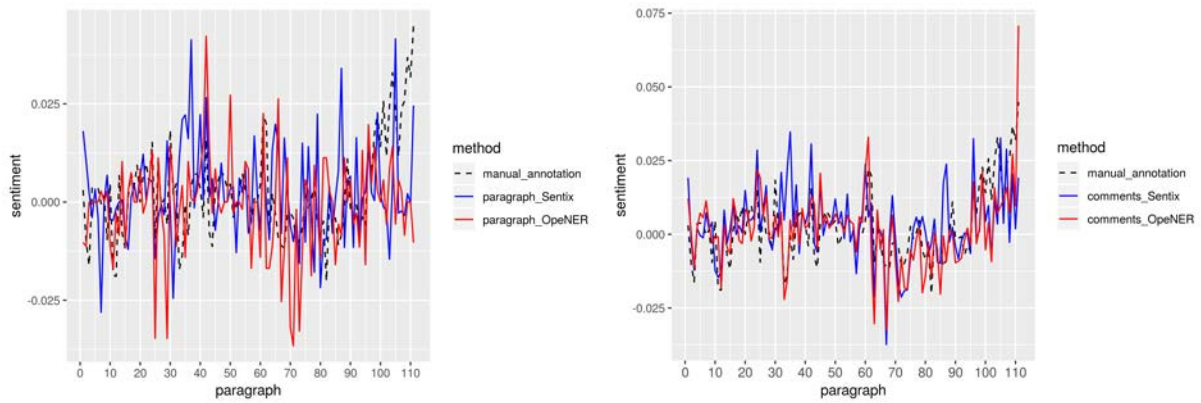 0.025
0.000
-0.025
sentiment
0 10 20 30 40 50 60 70 80 90 100 110
paragraph
method
manual_annotation
paragraph_Sentix
paragraph_OpeNER
0.075
0.050
0.025
0.000
-0.025
sentiment
0 10 20 30 40 50 60 70 80 90 100 110
paragraph
method
manual_annotation
comments_Sentix
comments_OpeNER